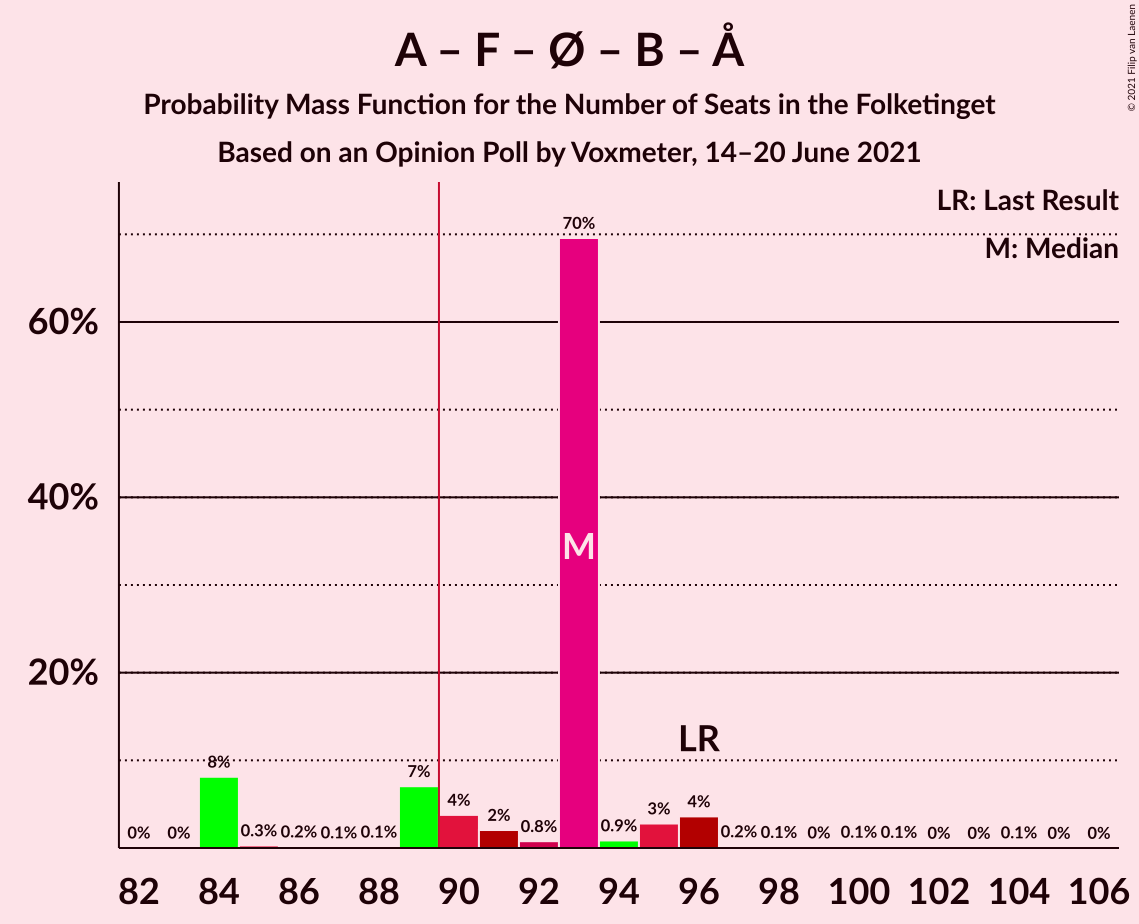 A – F – Ø – B – Å
Probability Mass Function for the Number of Seats in the Folketinget
Based on an Opinion Poll by Voxmeter, 14–20 June 2021
© 2021 Filip van Laenen
LR: Last Result
M: Median
60%
40%
20%
0% 0% 8% 0.3% 0.2% 0.1% 0.1% 7% 4% 2% 0.8% 70% 0.9% 3% 4% 0.2% 0.1% 0% 0.1% 0.1% 0% 0% 0.1% 0% 0%
M
LR
82 84 86 88 90 92 94 96 98 100 102 104 106